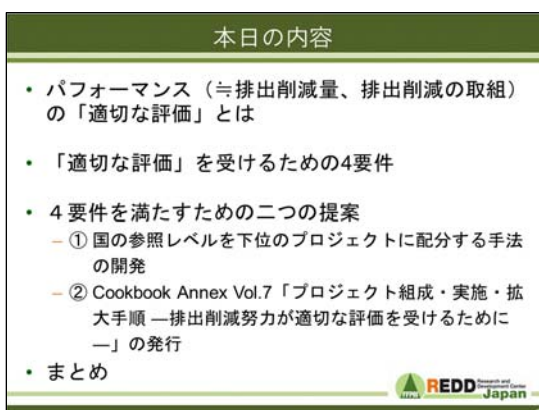 本日の内容
• パフォーマンス（≒排出削減量、排出削減の取組）
の「適切な評価」とは
• 「適切な評価」を受けるための4要件
• ４要件を満たすための二つの提案
– ① 国の参照レベルを下位のプロジェクトに配分する手法
の開発
– ② Cookbook Annex Vol.7「プロジェクト組成・実施・拡
大手順 ―排出削減努力が適切な評価を受けるために
―」の発行
• まとめ
REDD Research and
Development Center
Japan